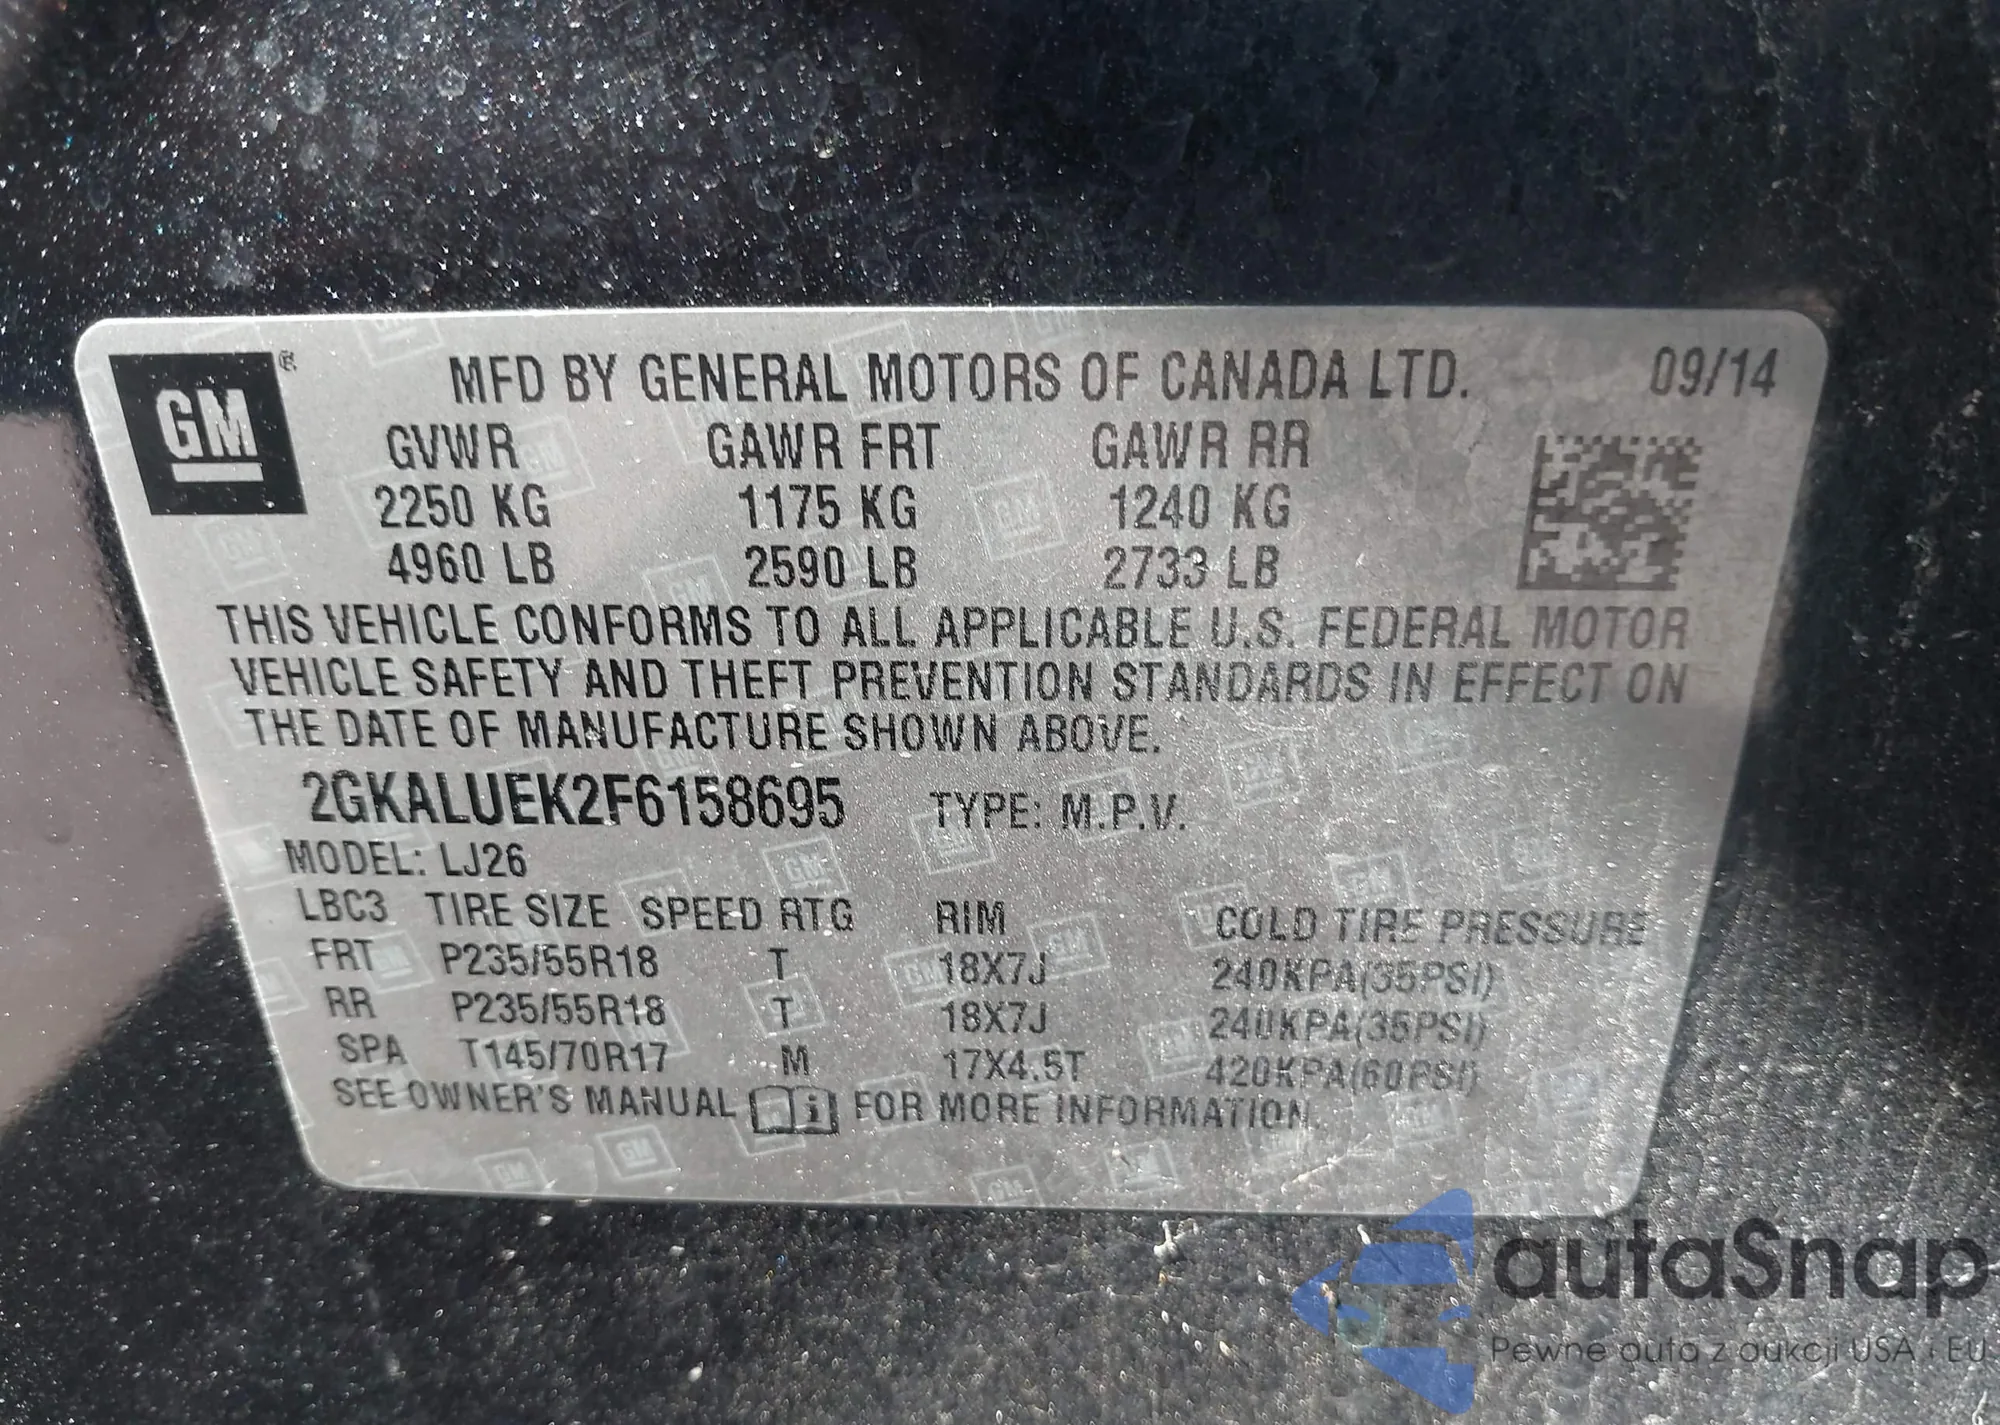 GM ® MFD BY GENERAL MOTORS OF CANADA LTD. 09/14
GVWR GAWR FRT GAWR RR
2250 KG 1175 KG 1240 KG
4960 LB 2590 LB 2733 LB
THIS VEHICLE CONFORMS TO ALL APPLICABLE U.S. FEDERAL MOTOR
VEHICLE SAFETY AND THEFT PREVENTION STANDARDS IN EFFECT ON
THE DATE OF MANUFACTURE SHOWN ABOVE.
2GKALUEK2F6158695 TYPE: M.P.V.
MODEL: LJ26
LBC3 TIRE SIZE SPEED RTG RIM COLD TIRE PRESSURE
FRT P235/55R18 T 18X7J 240KPA(35PSI)
RR P235/55R18 T 18X7J 240KPA(35PSI)
SPA T145/70R17 M 17X4.5T 420KPA(60PSI)
SEE OWNER'S MANUAL i FOR MORE INFORMATION.
autaSnap
Pewne auta z aukcji USA i EU